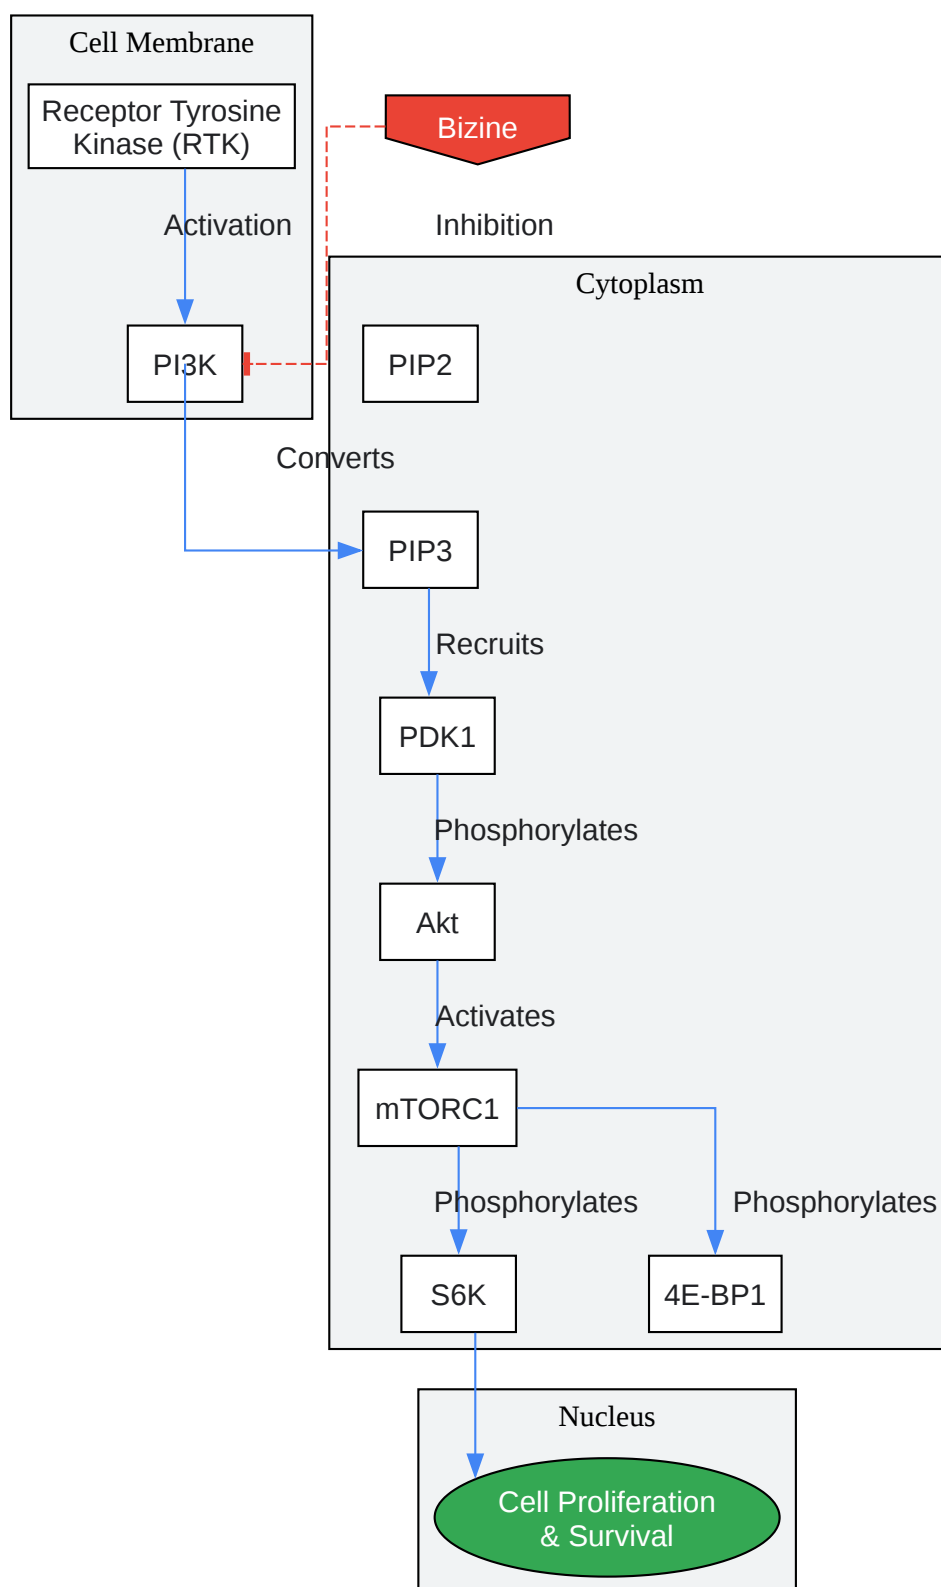 Cell Membrane
Receptor Tyrosine
Kinase (RTK)
Bizine
Activation
Inhibition
Cytoplasm
PI3K
PIP2
Converts
PIP3
Recruits
PDK1
Phosphorylates
Akt
Activates
mTORC1
Phosphorylates
Phosphorylates
S6K
4E-BP1
Nucleus
Cell Proliferation
& Survival